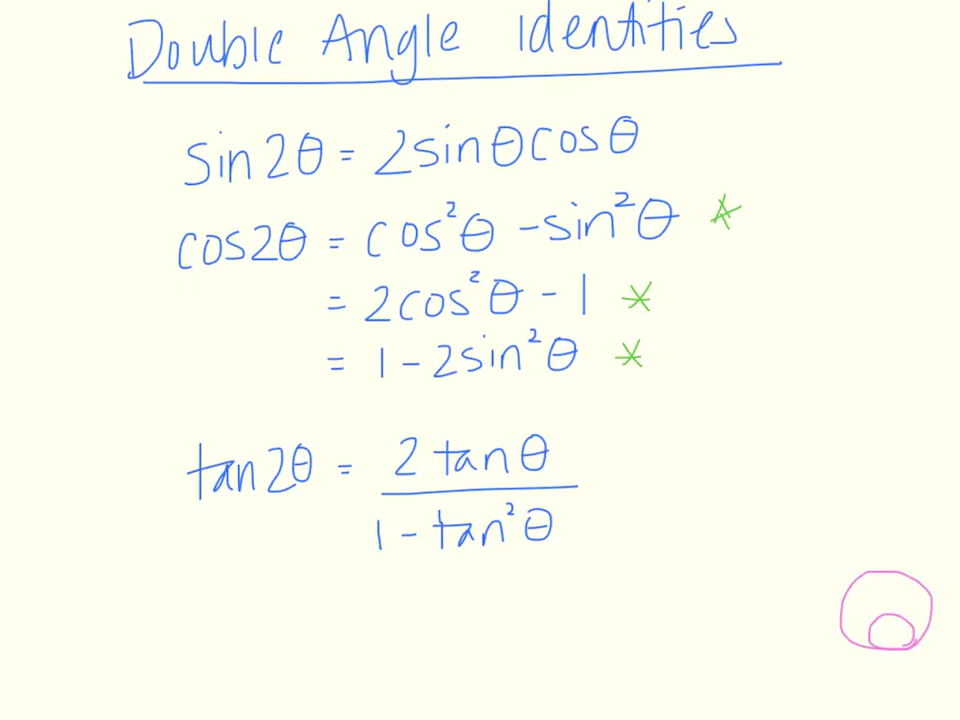 Double Angle Identities
sin2θ = 2sinθcosθ
cos2θ = cos²θ - sin²θ *
= 2cos²θ - 1 *
= 1 - 2sin²θ *
tan2θ = 2tanθ
1 - tan²θ